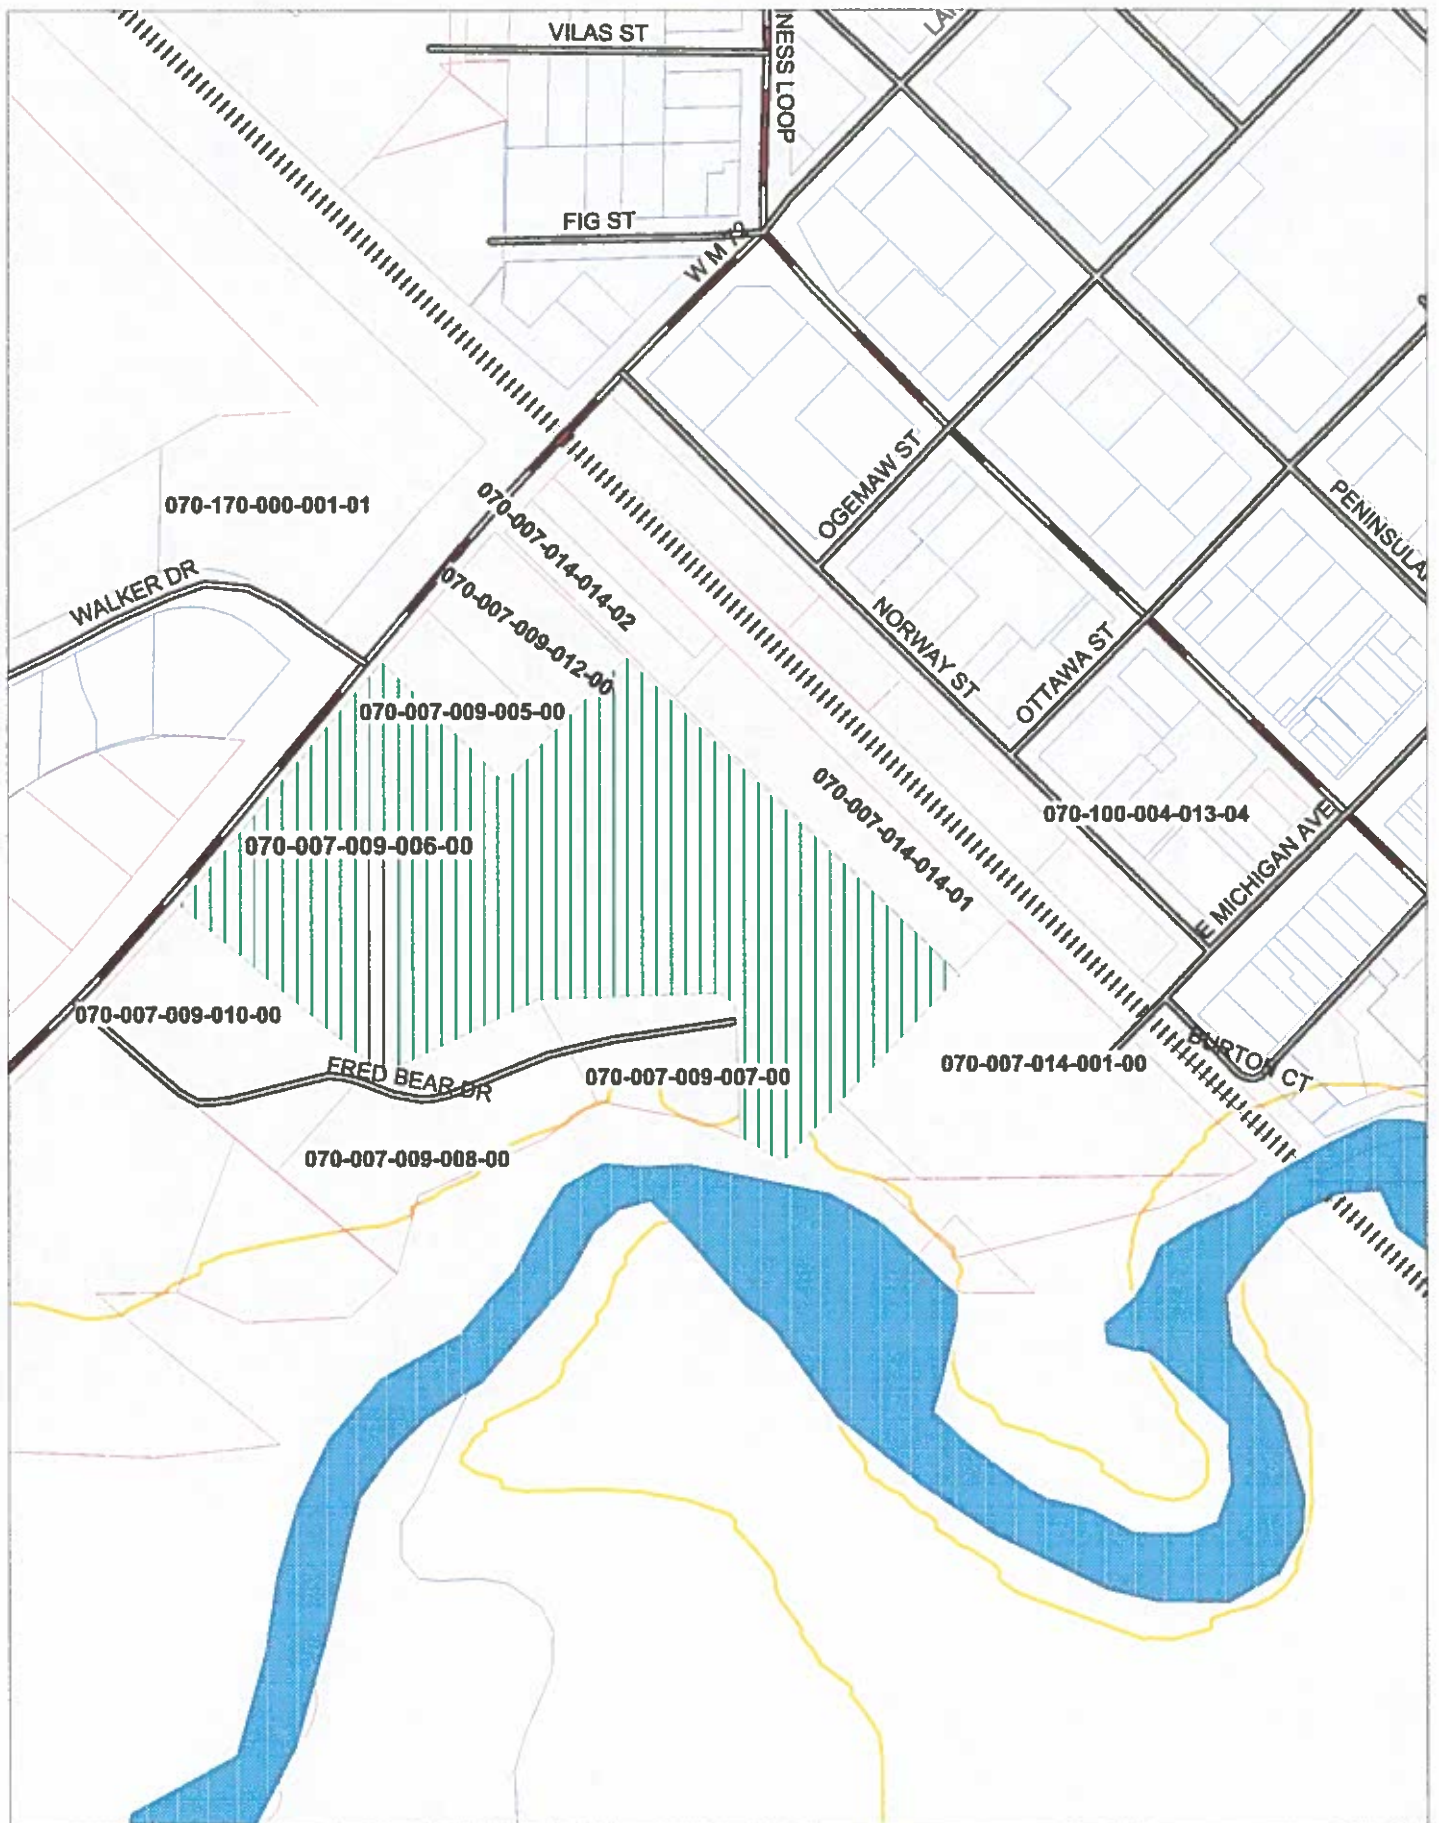 VILAS ST
NESS LOOP
FIG ST
W M 72
OGEMAW ST
PENINSULA
070-170-000-001-01
070-007-014-014-02
WALKER DR
070-007-009-012-00
NORWAY ST
OTTAWA ST
070-007-009-005-00
070-007-014-014-01
070-100-004-013-04
070-007-009-006-00
E MICHIGAN AVE
070-007-009-010-00
BURTON CT
070-007-014-001-00
FRED BEAR DR
070-007-009-007-00
070-007-009-008-00